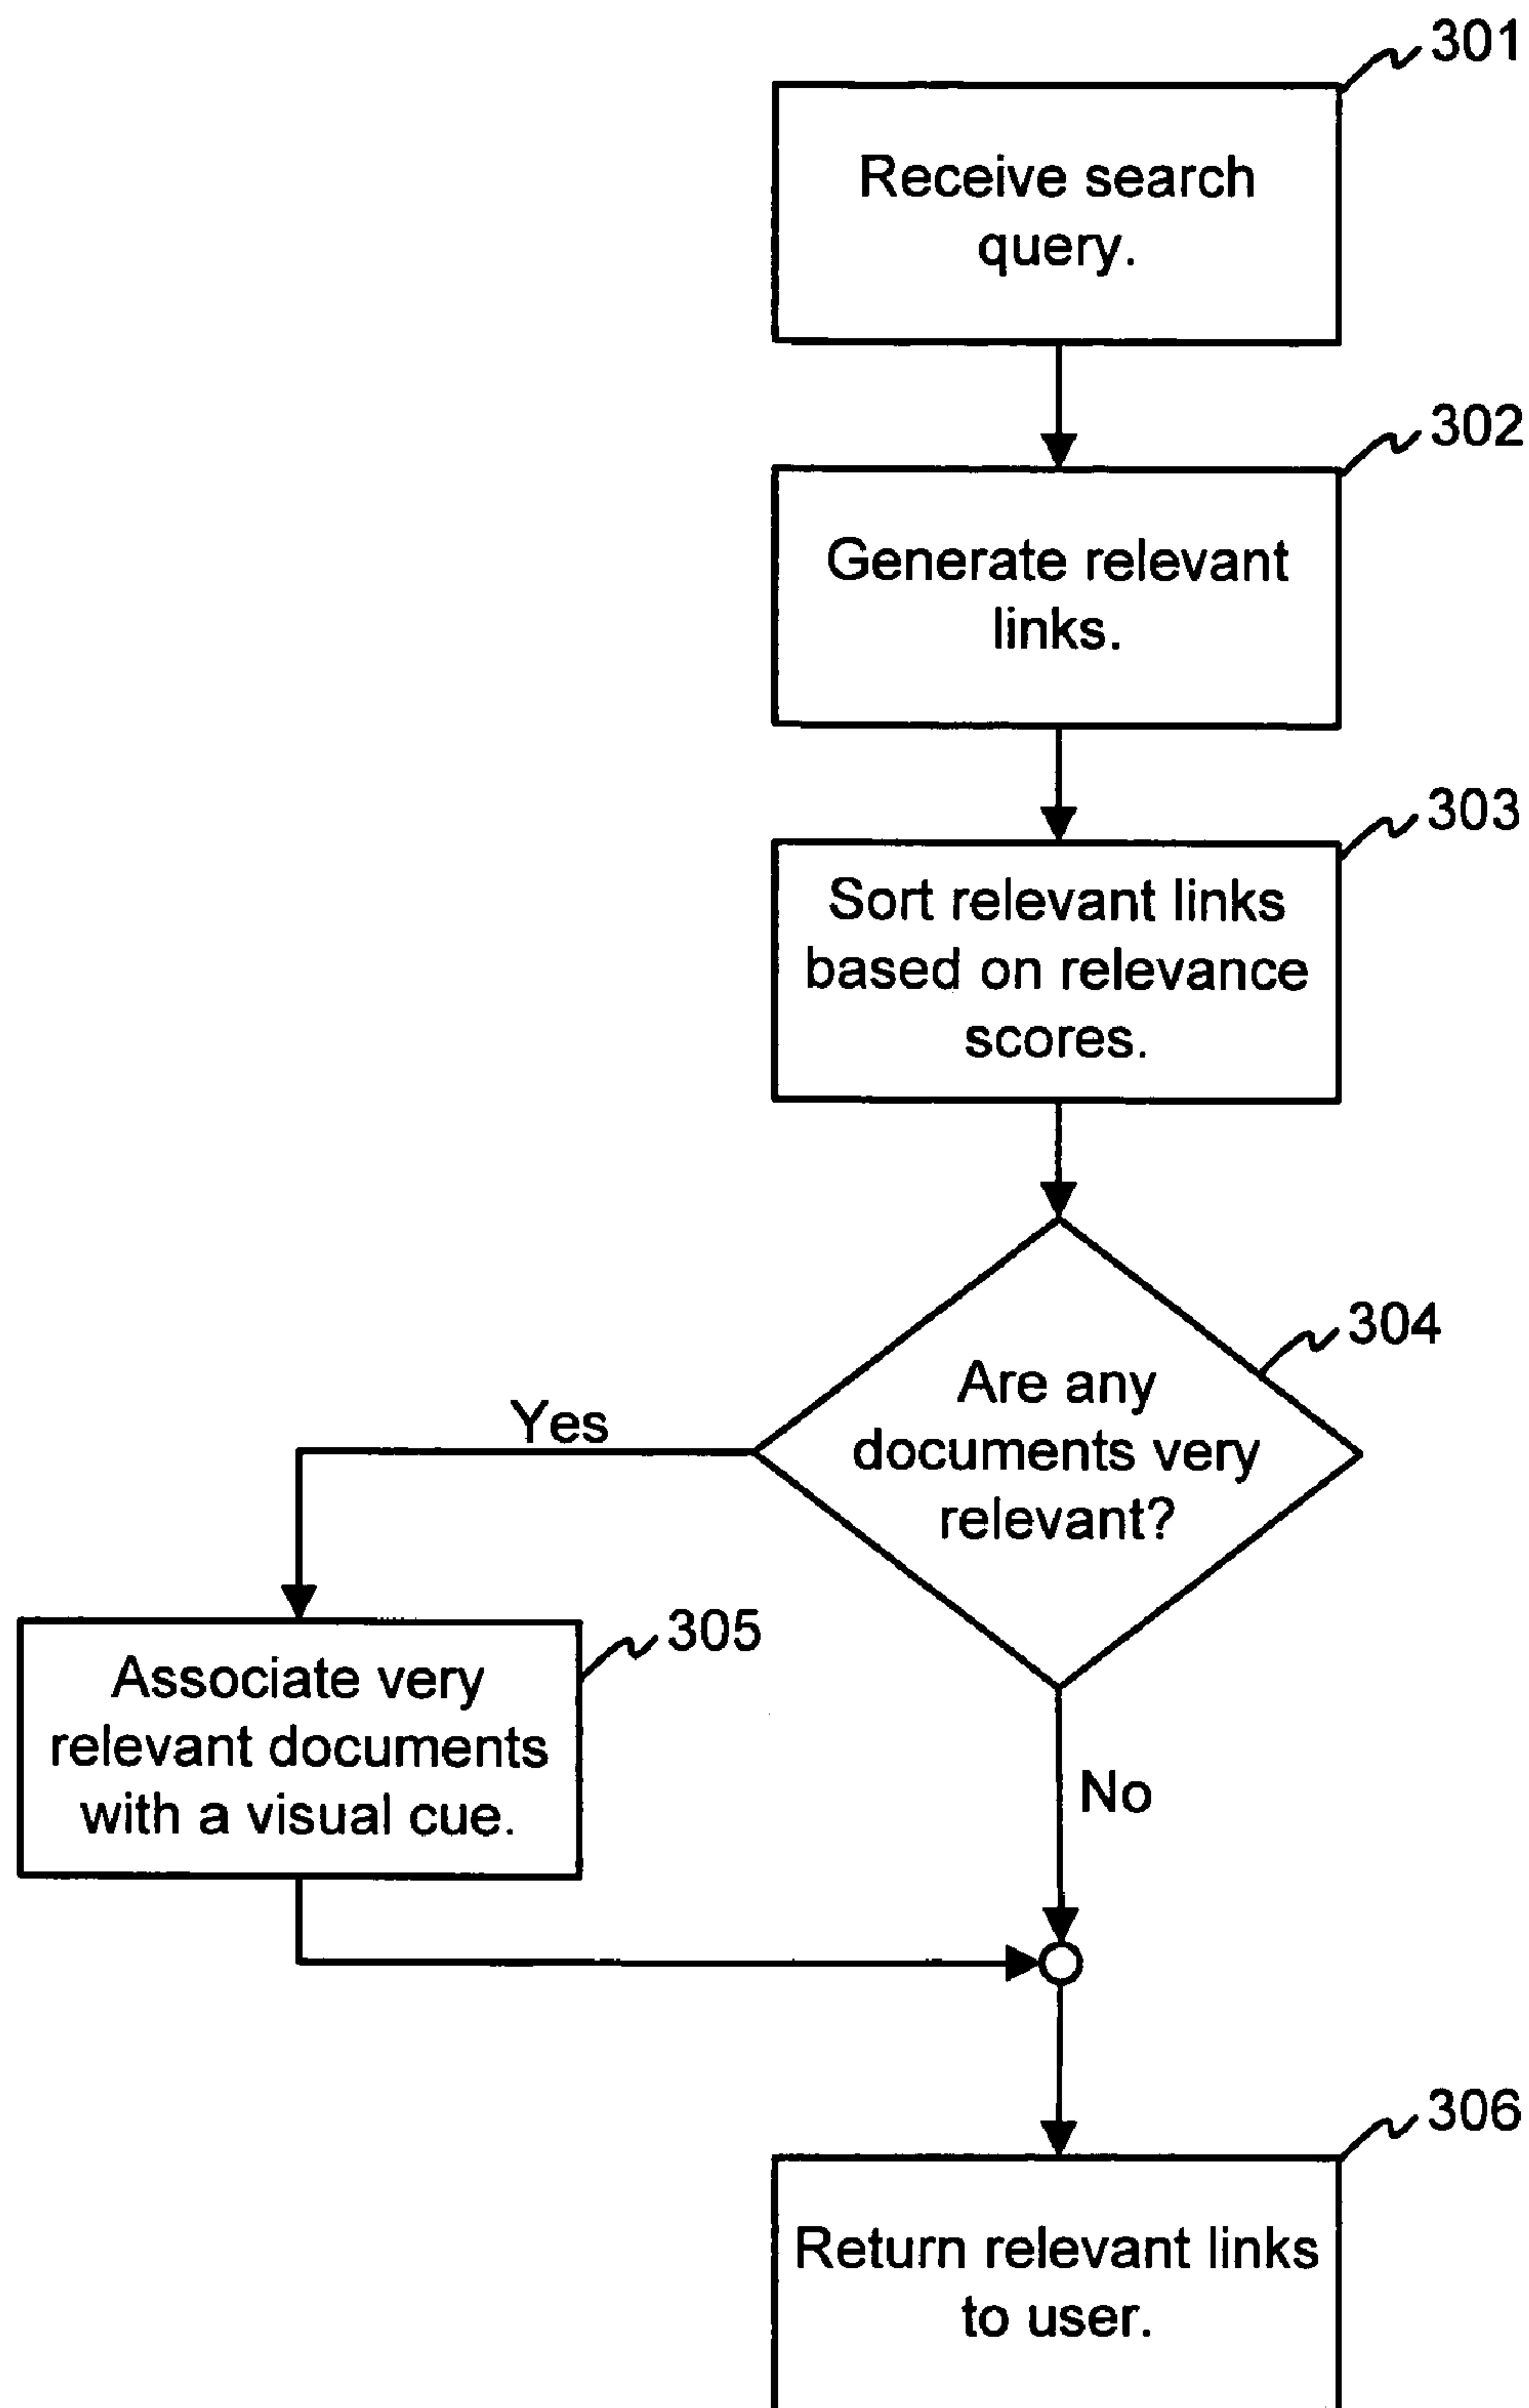 301
Receive search
query.
302
Generate relevant
links.
303
Sort relevant links
based on relevance
scores.
304
Are any
documents very
relevant?
Yes
305
Associate very
relevant documents
with a visual cue.
No
306
Return relevant links
to user.